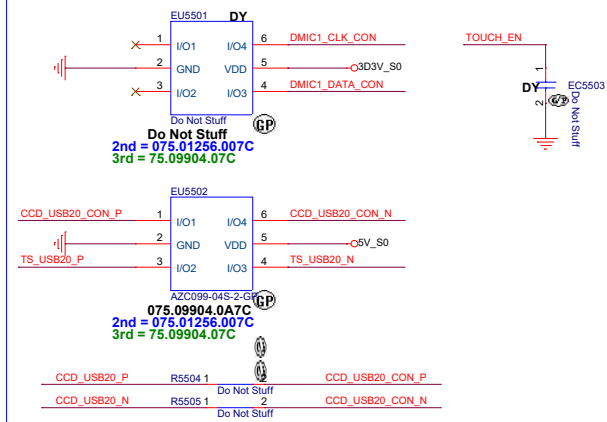 EU5501 DY
1 I/O1 I/O4 6 DMIC1_CLK_CON
2 GND VDD 5 3D3V_S0
3 I/O2 I/O3 4 DMIC1_DATA_CON
Do Not Stuff
GP
Do Not Stuff
2nd = 075.01256.007C
3rd = 75.09904.07C
TOUCH_EN
1
DY EC5503
2
Do Not Stuff
EU5502
CCD_USB20_CON_P 1 I/O1 I/O4 6 CCD_USB20_CON_N
2 GND VDD 5 5V_S0
TS_USB20_P 3 I/O2 I/O3 4 TS_USB20_N
AZC099-04S-2-GP
GP
075.09904.0A7C
2nd = 075.01256.007C
3rd = 75.09904.07C
CCD_USB20_P R5504 1 2 CCD_USB20_CON_P
Do Not Stuff
CCD_USB20_N R5505 1 2 CCD_USB20_CON_N
Do Not Stuff